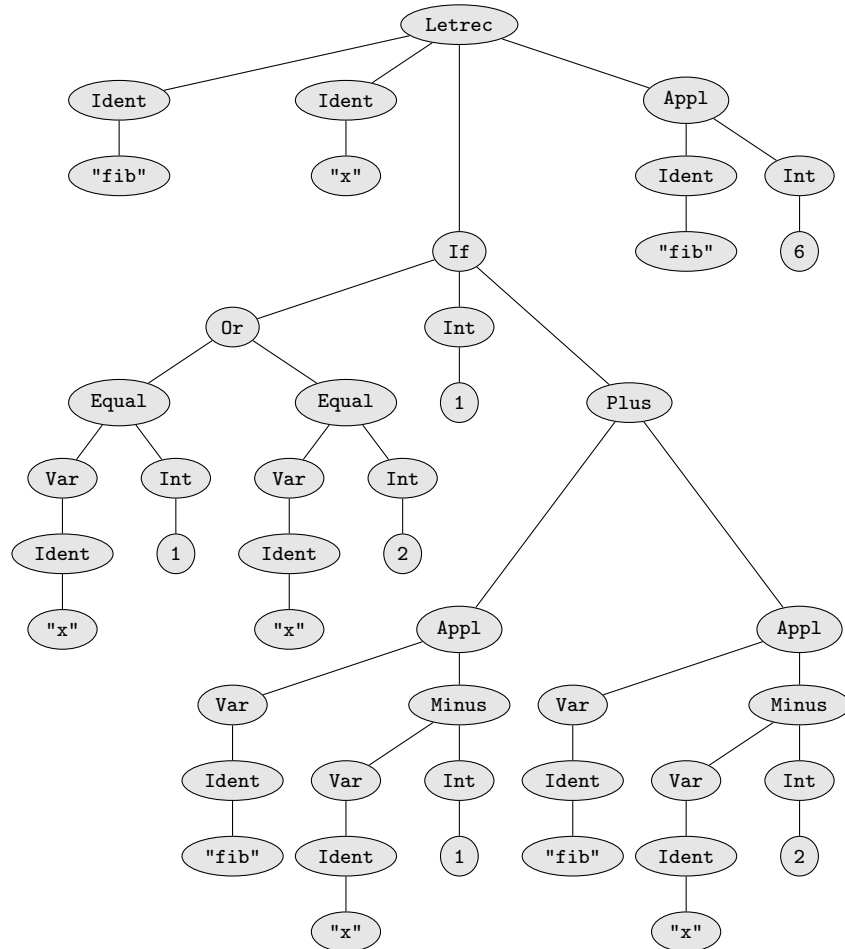 Letrec
Ident Ident Appl
"fib" "x" Ident Int
"fib" 6
If
Or Int
Equal Equal 1 Plus
Var Int Var Int
Ident 1 Ident 2
"x" "x" Appl Appl
Var Minus Var Minus
Ident Var Int Ident Var Int
"fib" Ident 1 "fib" Ident 2
"x" "x"